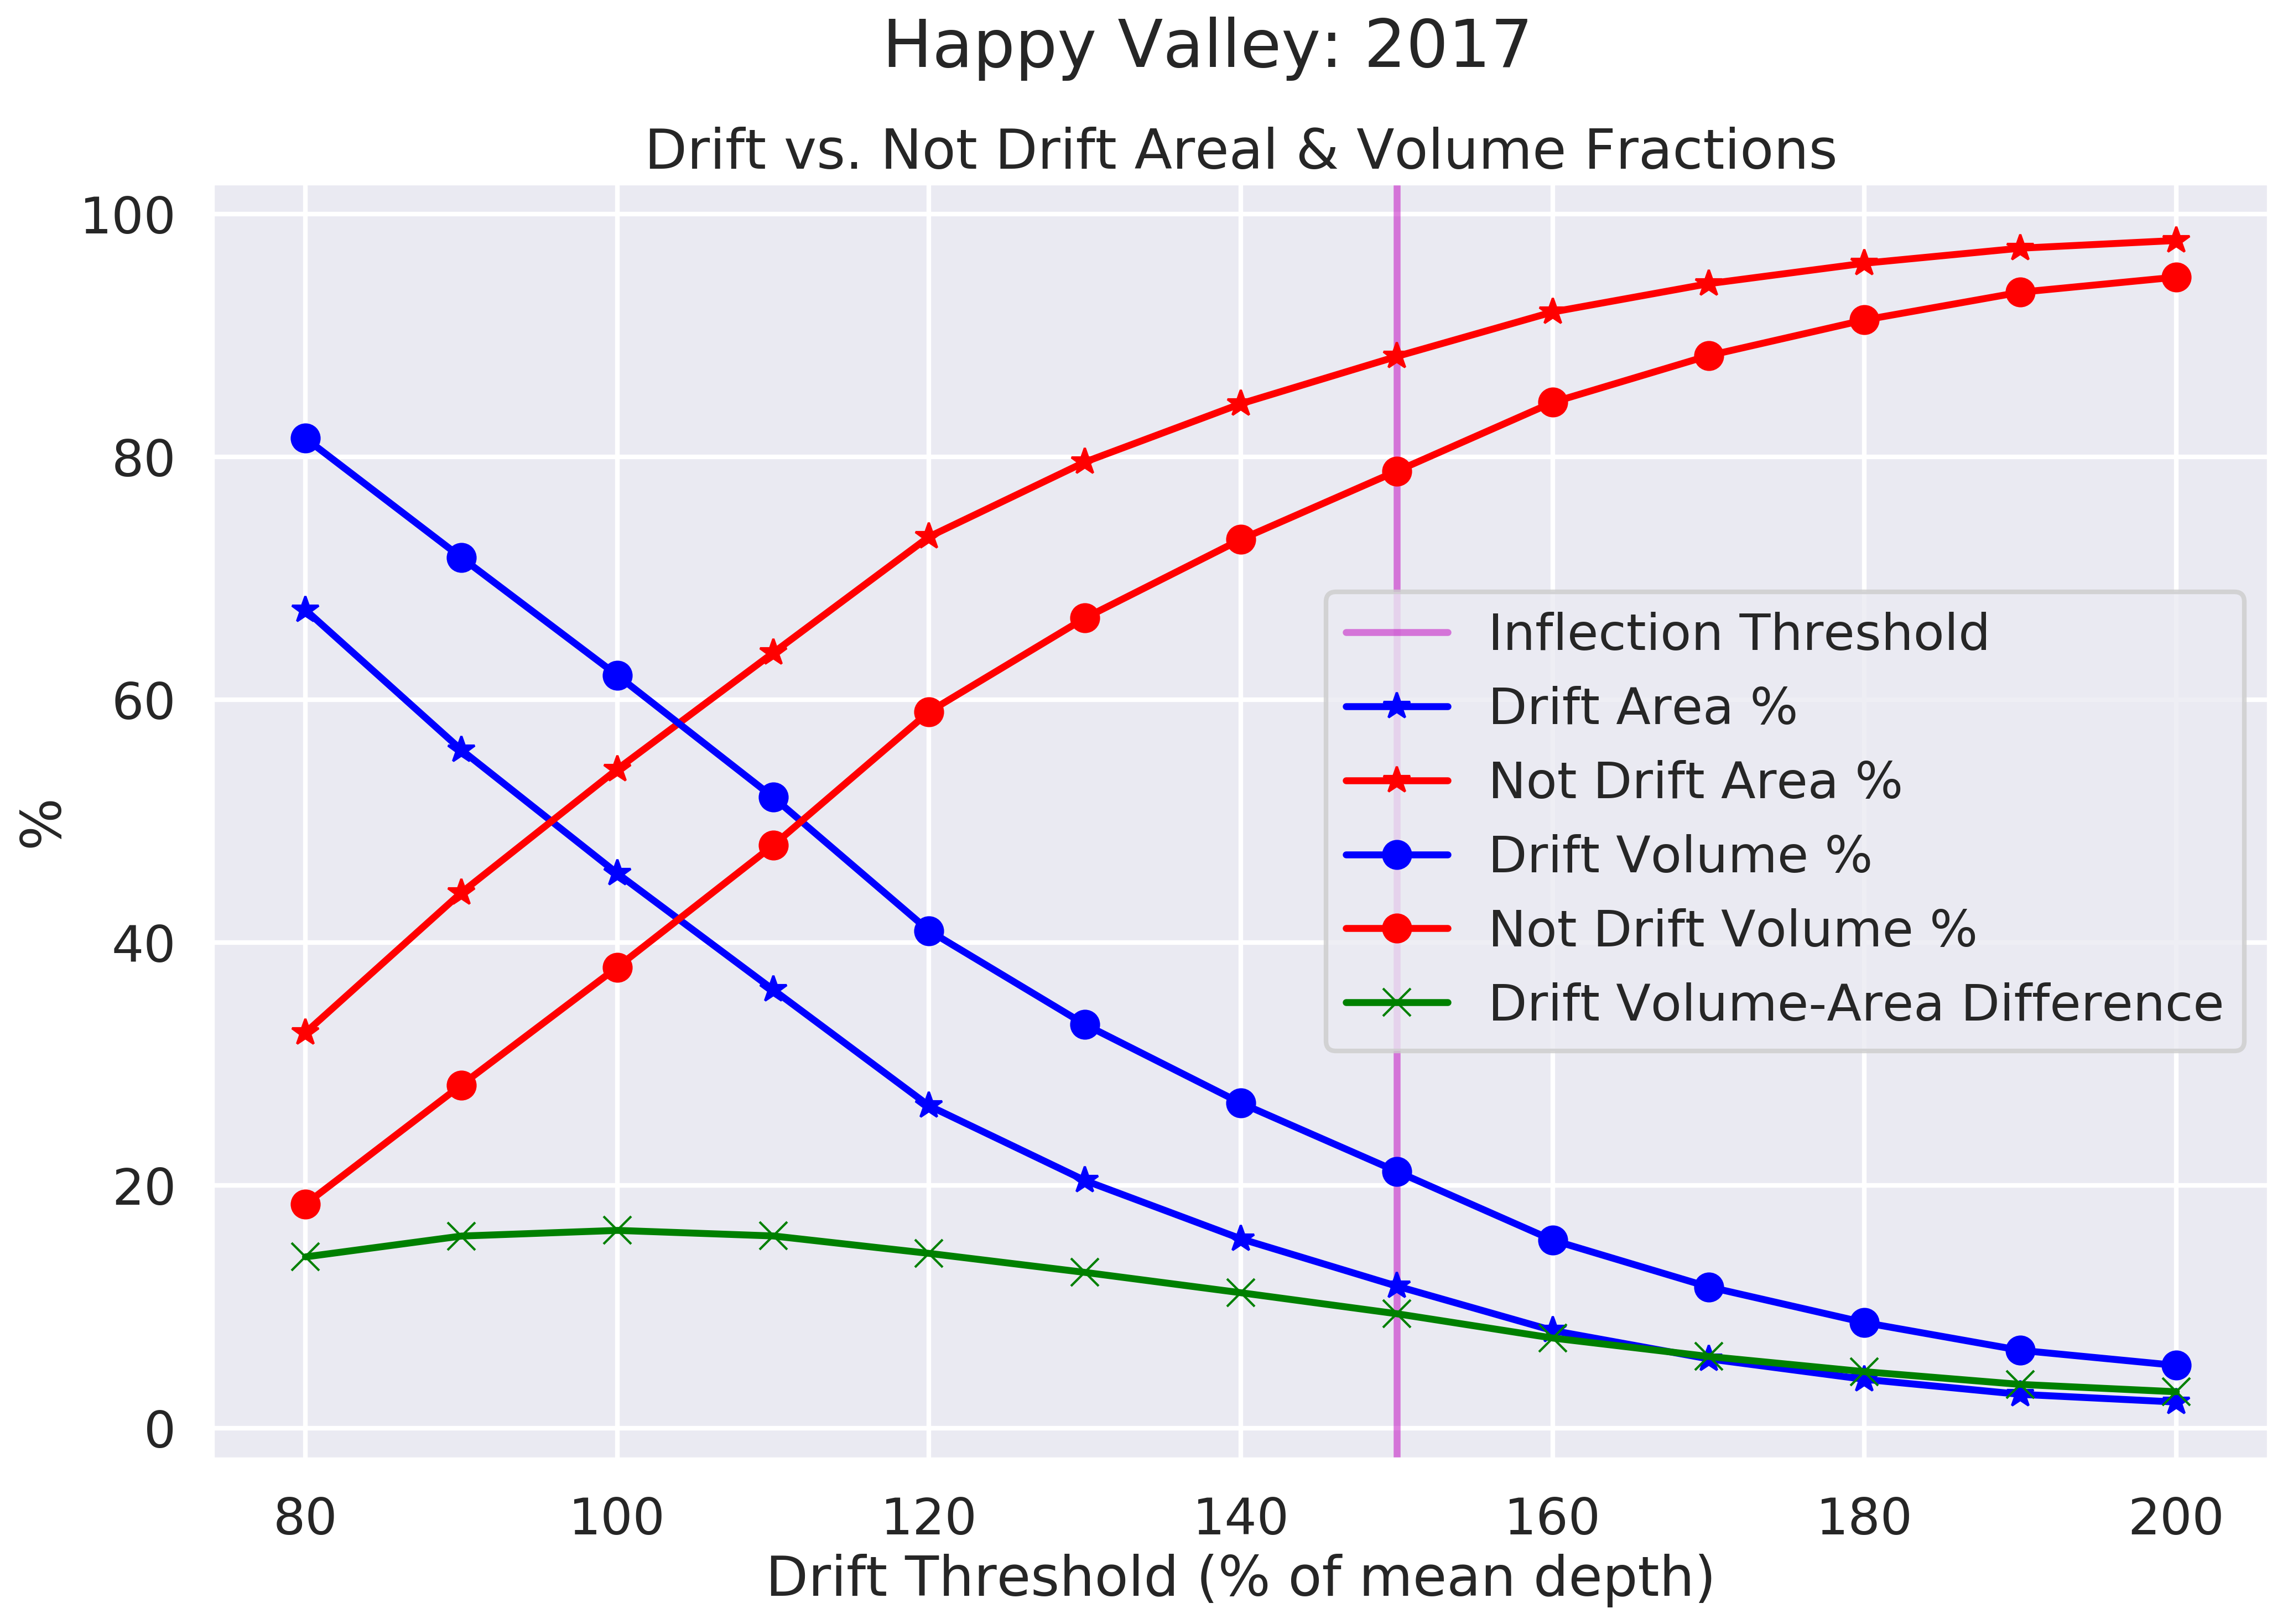 Happy Valley: 2017
Drift vs. Not Drift Areal & Volume Fractions
100
80
60
40
20
0
%
Inflection Threshold
Drift Area %
Not Drift Area %
Drift Volume %
Not Drift Volume %
Drift Volume-Area Difference
80 100 120 140 160 180 200
Drift Threshold (% of mean depth)